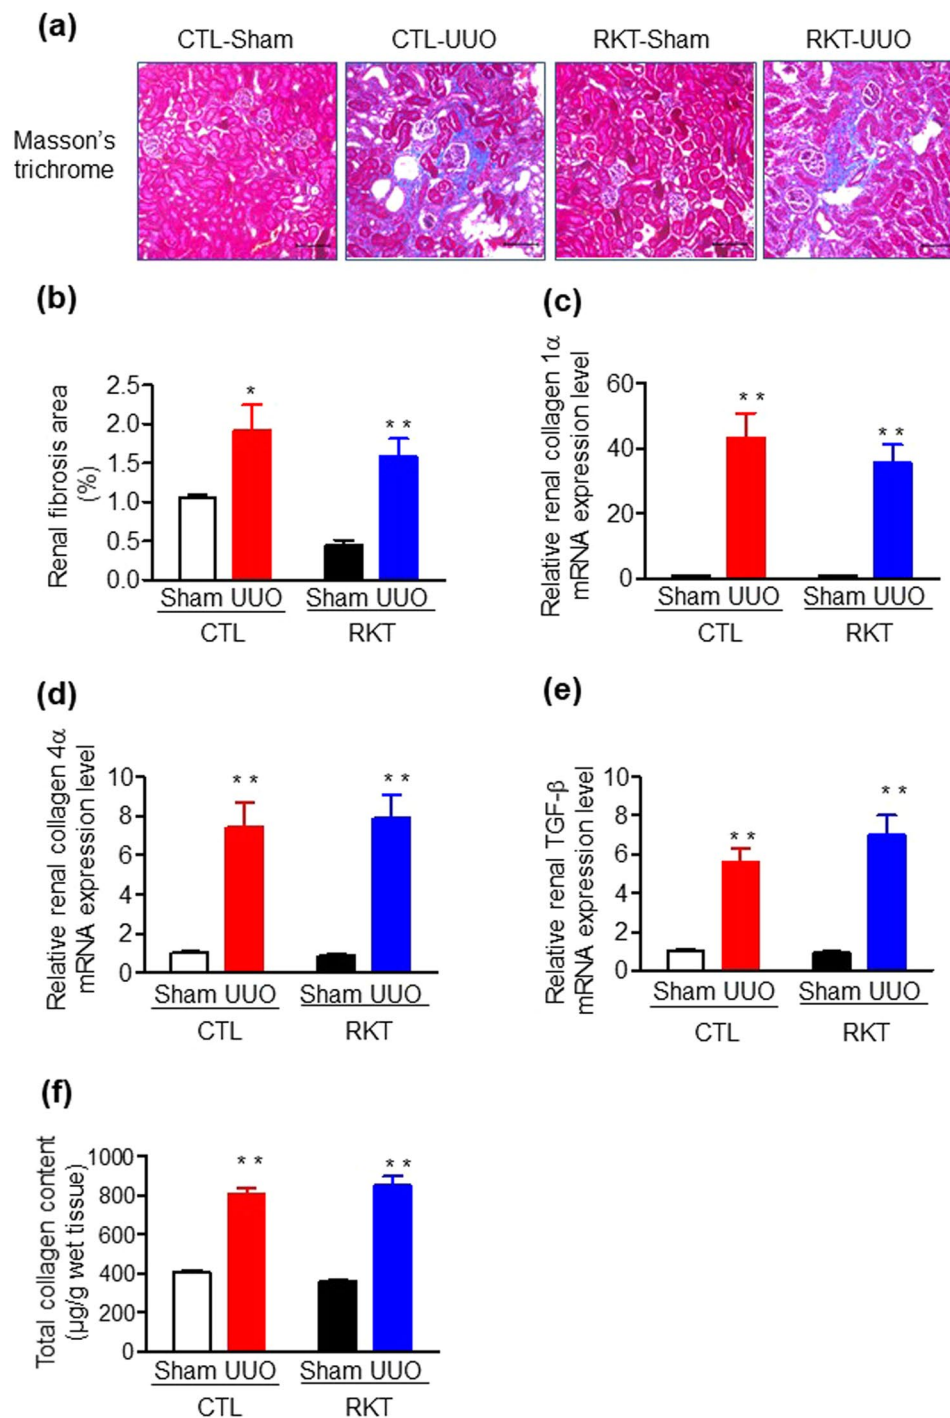 (a)
CTL-Sham CTL-UUO RKT-Sham RKT-UUO
Masson's
trichrome
(b)
Renal fibrosis area
(%)
2.5
2.0
1.5
1.0
0.5
0.0
*
* *
Sham UUO Sham UUO
CTL RKT
(c)
Relative renal collagen 1α
mRNA expression level
60
40
20
0
* *
* *
Sham UUO Sham UUO
CTL RKT
(d)
Relative renal collagen 4α
mRNA expression level
10
8
6
4
2
0
* * * *
Sham UUO Sham UUO
CTL RKT
(e)
Relative renal TGF-β
mRNA expression level
10
8
6
4
2
0
* *
* *
Sham UUO Sham UUO
CTL RKT
(f)
Total collagen content
(µg/g wet tissue)
1000
800
600
400
200
0
* * * *
Sham UUO Sham UUO
CTL RKT